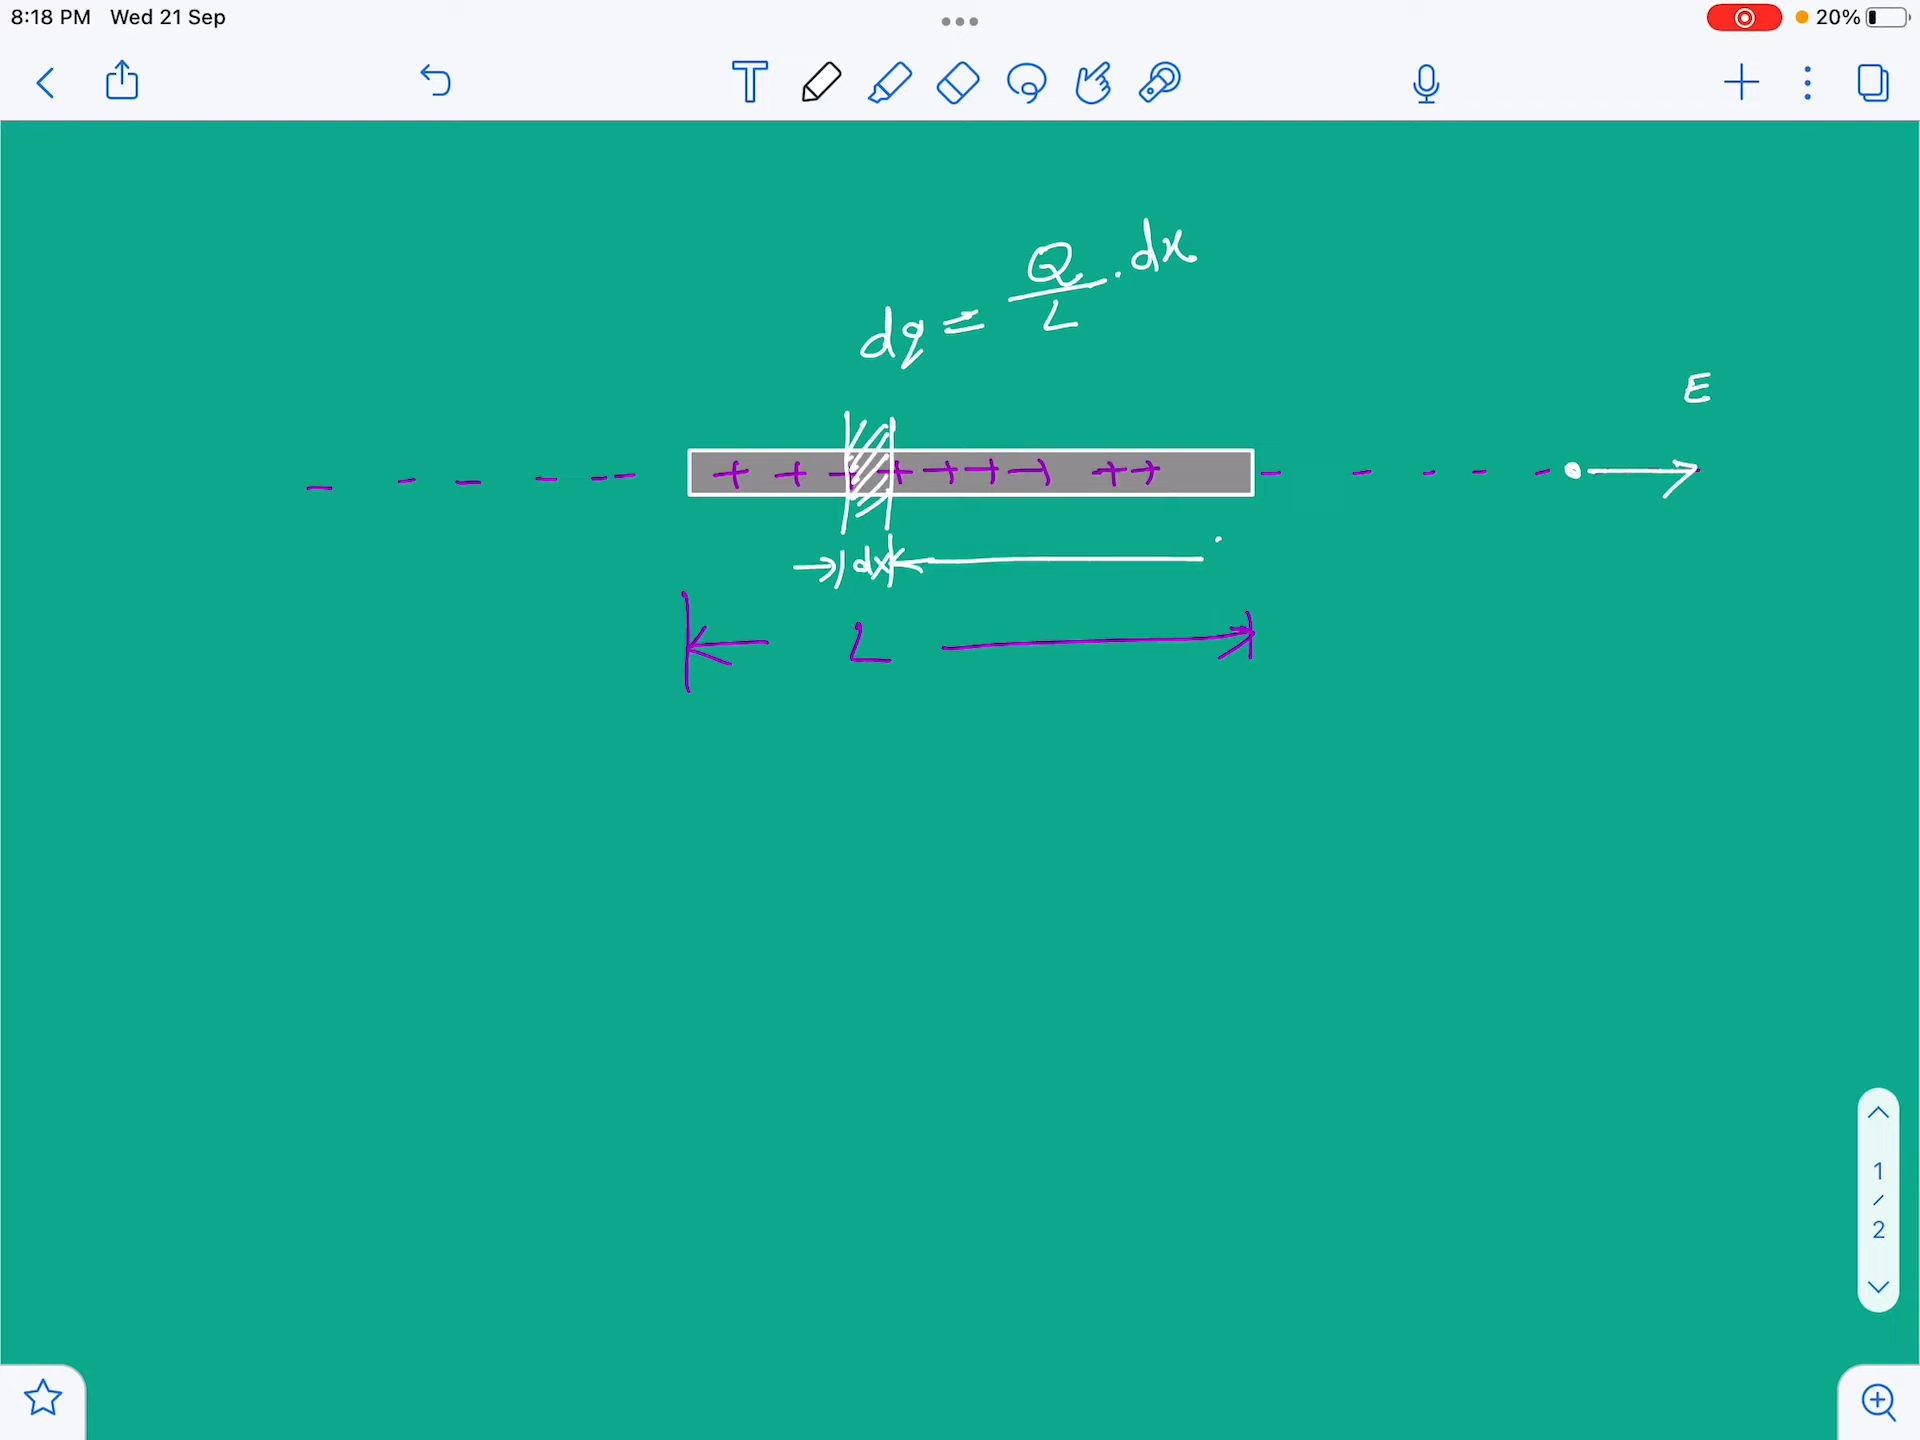 8:18 PM Wed 21 Sep
20%
T
dq = Q/L . dx
E
+ + - + + + + + +
dx
L
1
/
2